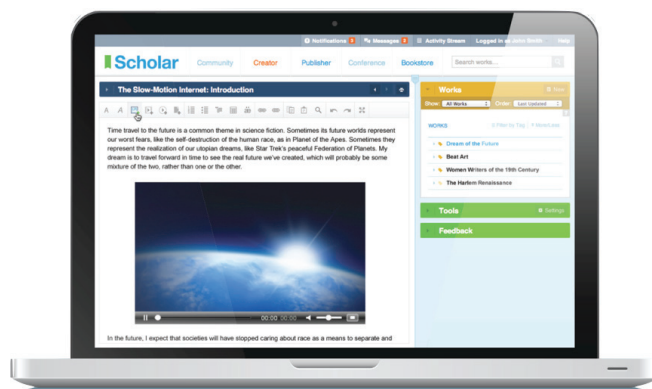 Notifications Messages Activity Stream Logged in as John Smith Help
Scholar Community Creator Publisher Conference Bookstore Search works...
The Slow-Motion Internet: Introduction
Time travel to the future is a common theme in science fiction. Sometimes its future worlds represent
our worst fears, like the self-destruction of the human race, as in Planet of the Apes. Sometimes they
represent the realization of our utopian dreams, like Star Trek's peaceful Federation of Planets. My
dream is to travel forward in time to see the real future we've created, which will probably be some
mixture of the two, rather than one or the other.
00:00 00:00
In the future, I expect that societies will have stopped caring about race as a means to separate and
Works
Show: All Works Order: Last Updated
WORKS: Filter by Tag
Dream of the Future
Beat Art
Women Writers of the 19th Century
The Harlem Renaissance
Tools Settings
Feedback